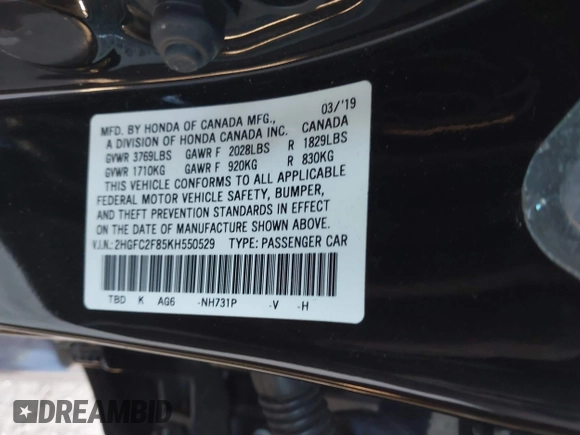 MFD. BY HONDA OF CANADA MFG., 03/'19
A DIVISION OF HONDA CANADA INC. CANADA
GVWR 3769LBS GAWR F 2028LBS R 1829LBS
GVWR 1710KG GAWR F 920KG R 830KG
THIS VEHICLE CONFORMS TO ALL APPLICABLE
FEDERAL MOTOR VEHICLE SAFETY, BUMPER,
AND THEFT PREVENTION STANDARDS IN EFFECT
ON THE DATE OF MANUFACTURE SHOWN ABOVE.
V.I.N.: 2HGFC2F85KH550529 TYPE: PASSENGER CAR
TBD K AG6 -NH731P -V -H
DREAMBID